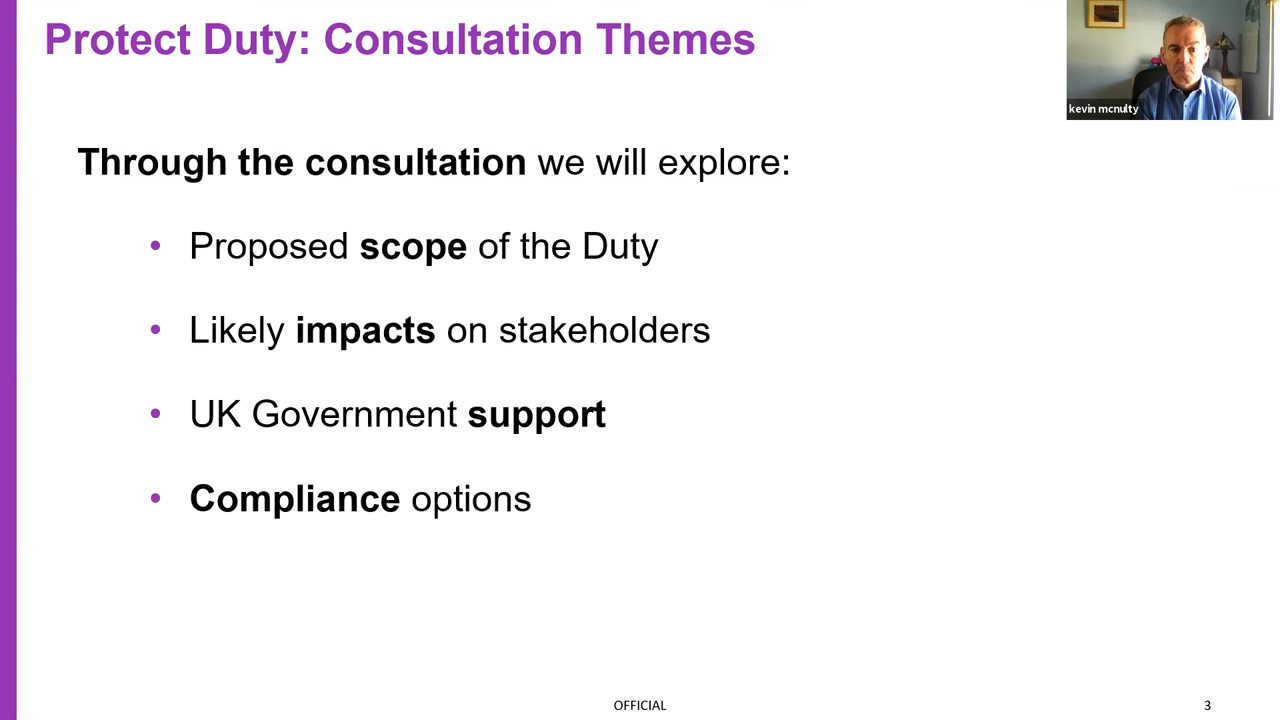 Protect Duty: Consultation Themes
kevin mcnulty
Through the consultation we will explore:
• Proposed scope of the Duty
• Likely impacts on stakeholders
• UK Government support
• Compliance options
OFFICIAL
3